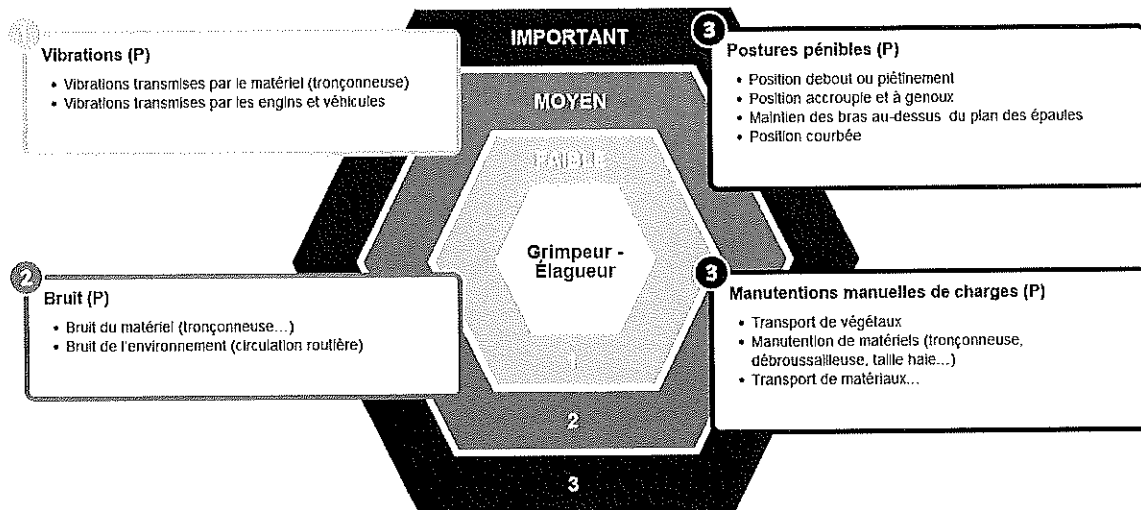 1
Vibrations (P)
• Vibrations transmises par le matériel (tronçonneuse)
• Vibrations transmises par les engins et véhicules
2
Bruit (P)
• Bruit du matériel (tronçonneuse...)
• Bruit de l'environnement (circulation routière)
IMPORTANT
MOYEN
FAIBLE
Grimpeur -
Élagueur
1
2
3
3
Postures pénibles (P)
• Position debout ou piétinement
• Position accroupie et à genoux
• Maintien des bras au-dessus du plan des épaules
• Position courbée
3
Manutentions manuelles de charges (P)
• Transport de végétaux
• Manutention de matériels (tronçonneuse,
débroussailleuse, taille haie...)
• Transport de matériaux...